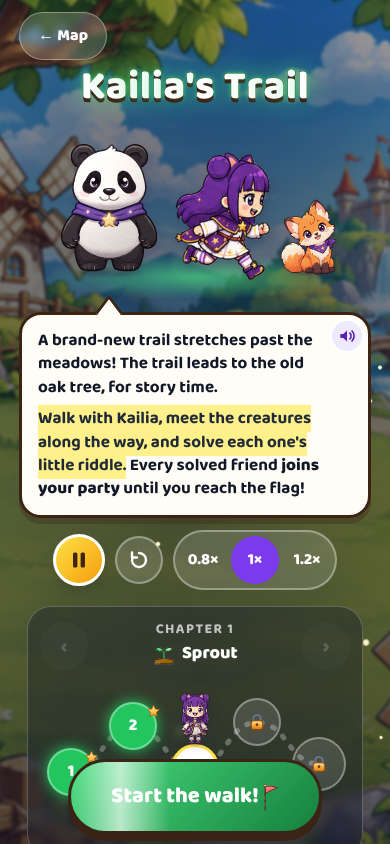 ← Map
Kailia's Trail
A brand-new trail stretches past the
meadows! The trail leads to the old
oak tree, for story time.
Walk with Kailia, meet the creatures
along the way, and solve each one's
little riddle. Every solved friend joins
your party until you reach the flag!
0.8× 1× 1.2×
CHAPTER 1
‹ Sprout ›
2
1
Start the walk!